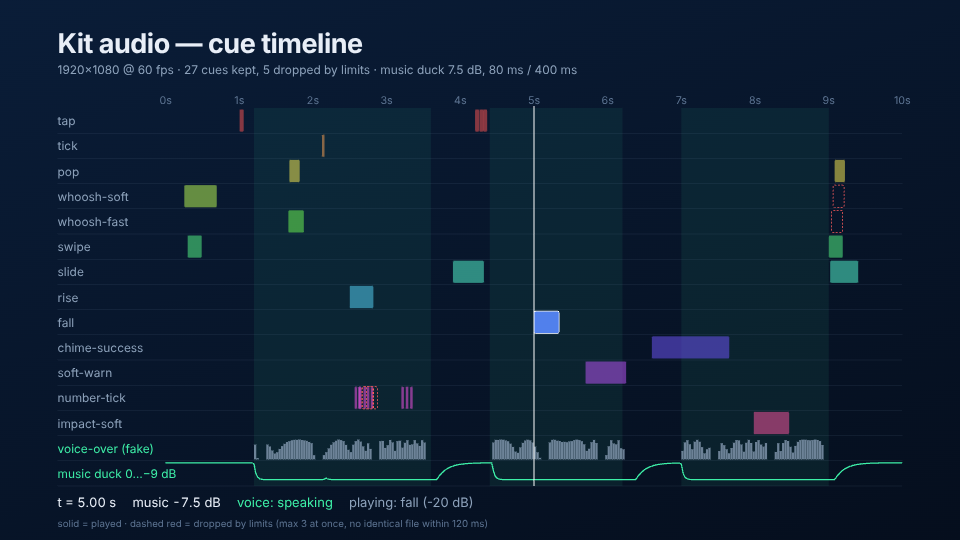 Kit audio — cue timeline
1920×1080 @ 60 fps · 27 cues kept, 5 dropped by limits · music duck 7.5 dB, 80 ms / 400 ms
0s 1s 2s 3s 4s 5s 6s 7s 8s 9s 10s
tap
tick
pop
whoosh-soft
whoosh-fast
swipe
slide
rise
fall
chime-success
soft-warn
number-tick
impact-soft
voice-over (fake)
music duck 0…−9 dB
t = 5.00 s music -7.5 dB voice: speaking playing: fall (-20 dB)
solid = played · dashed red = dropped by limits (max 3 at once, no identical file within 120 ms)